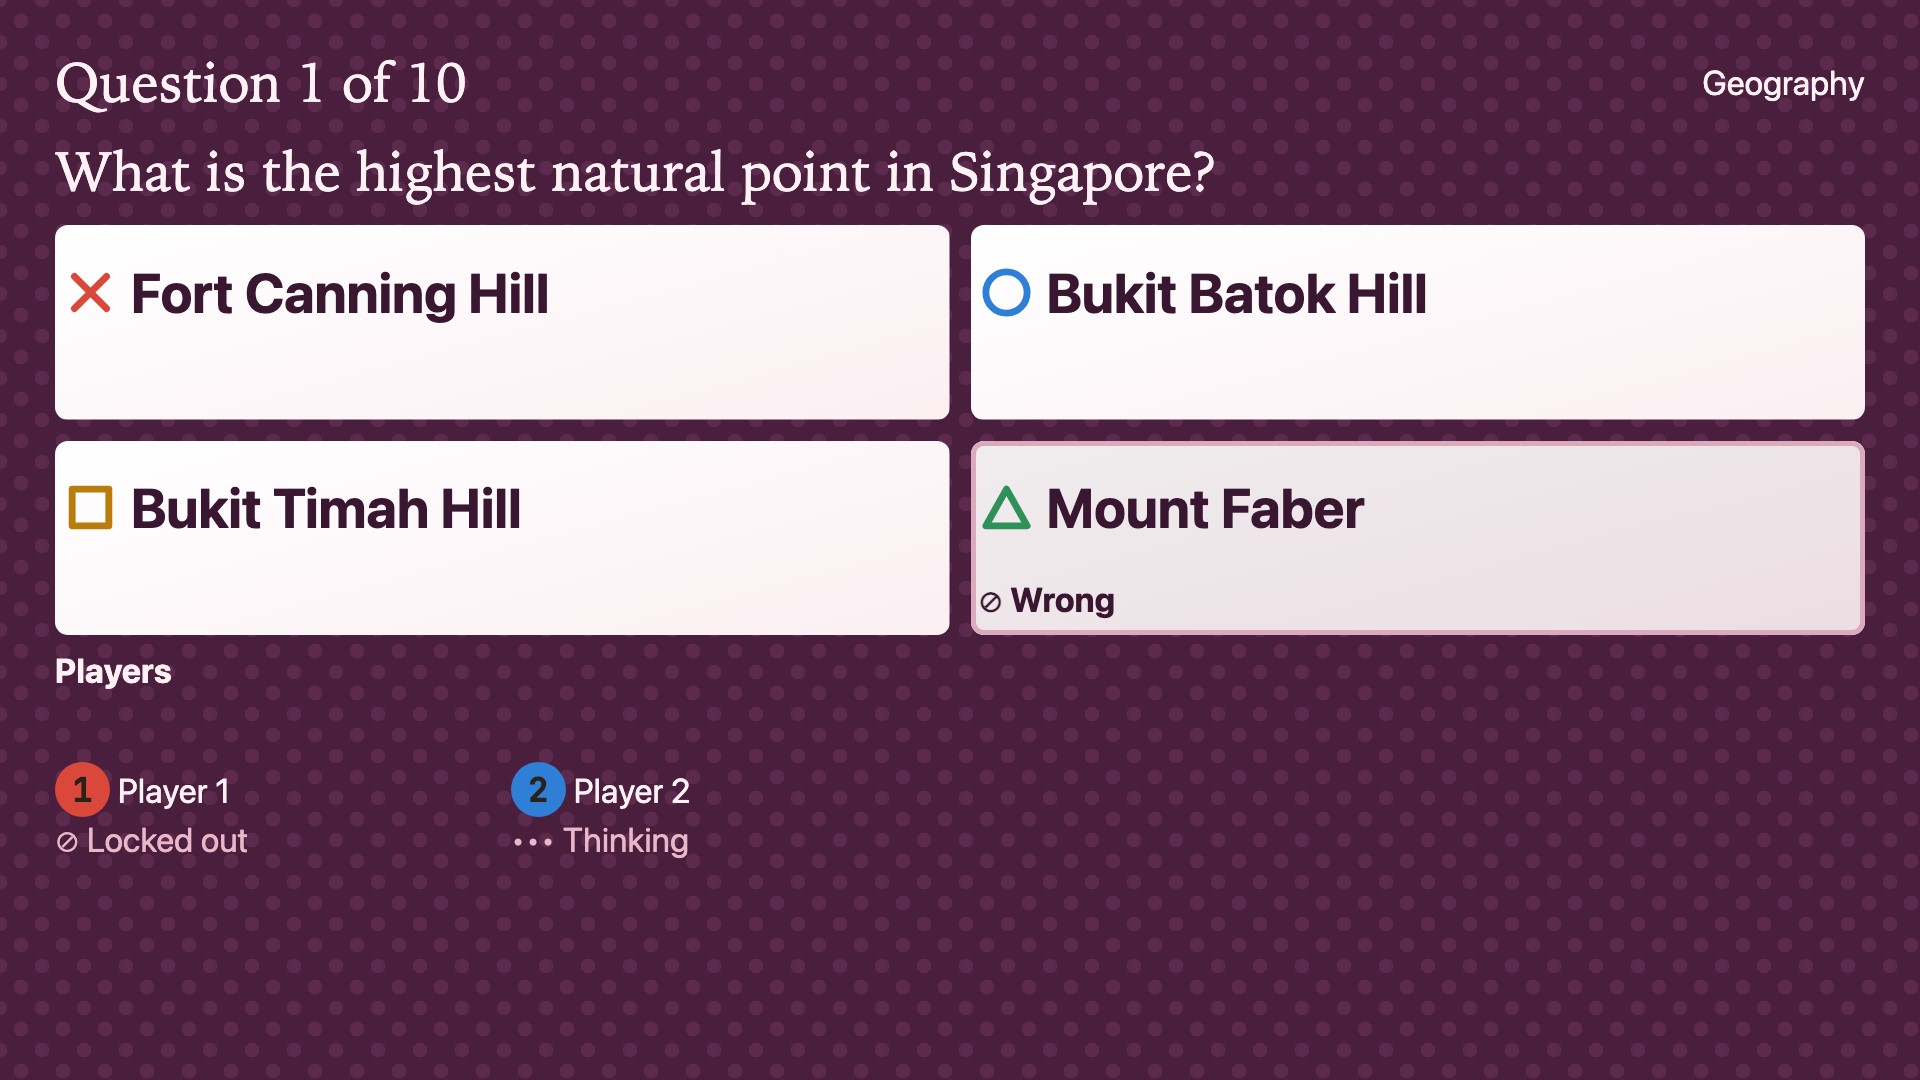 Question 1 of 10
Geography
What is the highest natural point in Singapore?
Fort Canning Hill
Bukit Batok Hill
Bukit Timah Hill
Mount Faber
Wrong
Players
1 Player 1
Locked out
2 Player 2
Thinking